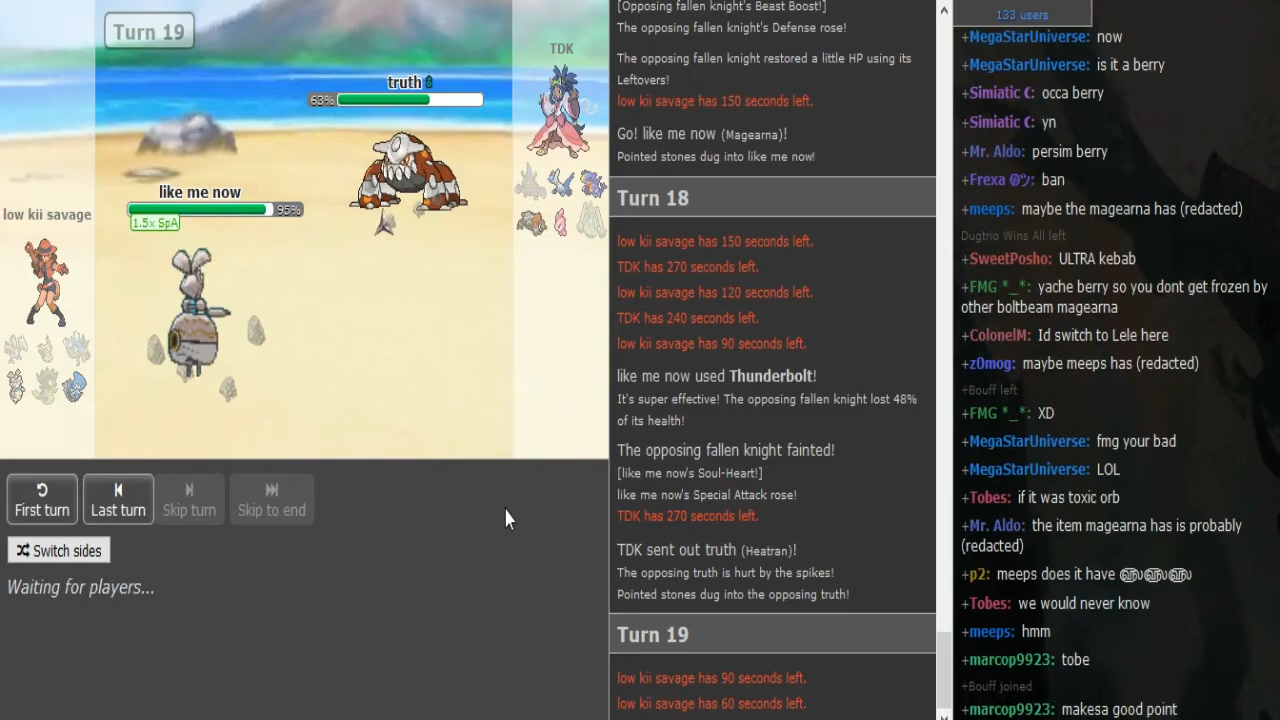 Turn 19
TDK
truth
63%
like me now
95%
1.5x SpA
low kii savage
First turn
Last turn
Skip turn
Skip to end
Switch sides
Waiting for players...
[Opposing fallen knight's Beast Boost!]
The opposing fallen knight's Defense rose!
The opposing fallen knight restored a little HP using its
Leftovers!
low kii savage has 150 seconds left.
Go! like me now (Magearna)!
Pointed stones dug into like me now!
Turn 18
low kii savage has 150 seconds left.
TDK has 270 seconds left.
low kii savage has 120 seconds left.
TDK has 240 seconds left.
low kii savage has 90 seconds left.
like me now used Thunderbolt!
It's super effective! The opposing fallen knight lost 48%
of its health!
The opposing fallen knight fainted!
[like me now's Soul-Heart!]
like me now's Special Attack rose!
TDK has 270 seconds left.
TDK sent out truth (Heatran)!
The opposing truth is hurt by the spikes!
Pointed stones dug into the opposing truth!
Turn 19
low kii savage has 90 seconds left.
low kii savage has 60 seconds left.
133 users
+MegaStarUniverse: now
+MegaStarUniverse: is it a berry
+Simiatic ☾: occa berry
+Simiatic ☾: yn
+Mr. Aldo: persim berry
+Frexa ツ: ban
+meeps: maybe the magearna has (redacted)
Dugtrio Wins All left
+SweetPosho: ULTRA kebab
+FMG *_*: yache berry so you dont get frozen by
other boltbeam magearna
+ColonelM: Id switch to Lele here
+zOmog: maybe meeps has (redacted)
+Bouff left
+FMG *_*: XD
+MegaStarUniverse: fmg your bad
+MegaStarUniverse: LOL
+Tobes: if it was toxic orb
+Mr. Aldo: the item magearna has is probably
(redacted)
+p2: meeps does it have
+Tobes: we would never know
+meeps: hmm
+marcop9923: tobe
+Bouff joined
+marcop9923: makesa good point